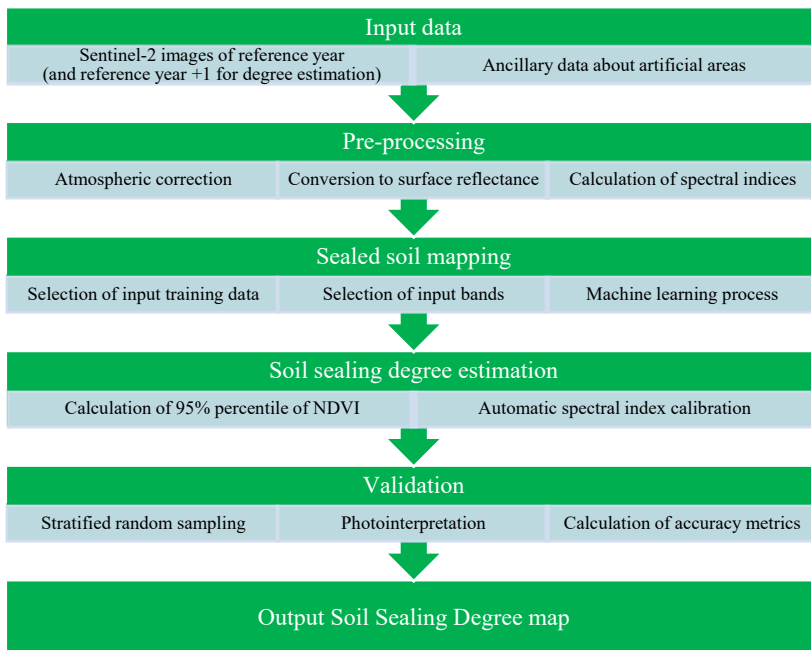 Input data
Sentinel-2 images of reference year
(and reference year +1 for degree estimation)
Ancillary data about artificial areas
Pre-processing
Atmospheric correction
Conversion to surface reflectance
Calculation of spectral indices
Sealed soil mapping
Selection of input training data
Selection of input bands
Machine learning process
Soil sealing degree estimation
Calculation of 95% percentile of NDVI
Automatic spectral index calibration
Validation
Stratified random sampling
Photointerpretation
Calculation of accuracy metrics
Output Soil Sealing Degree map